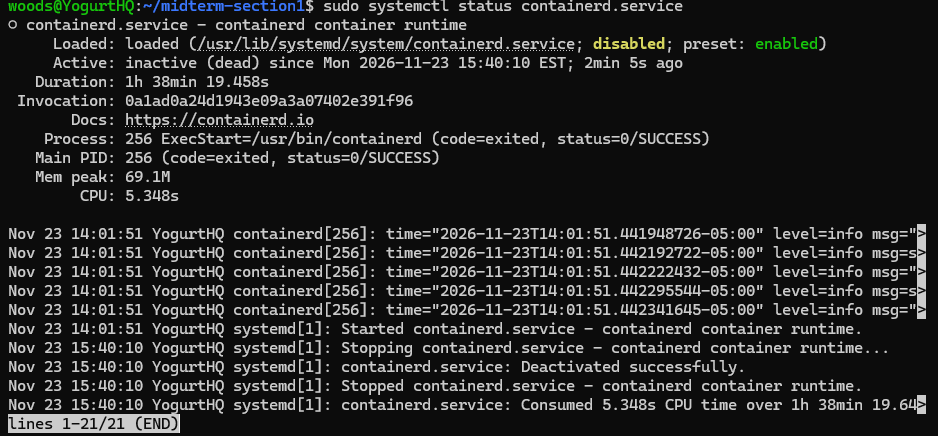 woods@YogurtHQ:~/midterm-section1$ sudo systemctl status containerd.service
○ containerd.service - containerd container runtime
Loaded: loaded (/usr/lib/systemd/system/containerd.service; disabled; preset: enabled)
Active: inactive (dead) since Mon 2026-11-23 15:40:10 EST; 2min 5s ago
Duration: 1h 38min 19.458s
Invocation: 0a1ad0a24d1943e09a3a07402e391f96
Docs: https://containerd.io
Process: 256 ExecStart=/usr/bin/containerd (code=exited, status=0/SUCCESS)
Main PID: 256 (code=exited, status=0/SUCCESS)
Mem peak: 69.1M
CPU: 5.348s
Nov 23 14:01:51 YogurtHQ containerd[256]: time="2026-11-23T14:01:51.441948726-05:00" level=info msg=">
Nov 23 14:01:51 YogurtHQ containerd[256]: time="2026-11-23T14:01:51.442192722-05:00" level=info msg=s>
Nov 23 14:01:51 YogurtHQ containerd[256]: time="2026-11-23T14:01:51.442222432-05:00" level=info msg=">
Nov 23 14:01:51 YogurtHQ containerd[256]: time="2026-11-23T14:01:51.442295544-05:00" level=info msg=s>
Nov 23 14:01:51 YogurtHQ containerd[256]: time="2026-11-23T14:01:51.442341645-05:00" level=info msg=">
Nov 23 14:01:51 YogurtHQ systemd[1]: Started containerd.service - containerd container runtime.
Nov 23 15:40:10 YogurtHQ systemd[1]: Stopping containerd.service - containerd container runtime...
Nov 23 15:40:10 YogurtHQ systemd[1]: containerd.service: Deactivated successfully.
Nov 23 15:40:10 YogurtHQ systemd[1]: Stopped containerd.service - containerd container runtime.
Nov 23 15:40:10 YogurtHQ systemd[1]: containerd.service: Consumed 5.348s CPU time over 1h 38min 19.64>
lines 1-21/21 (END)